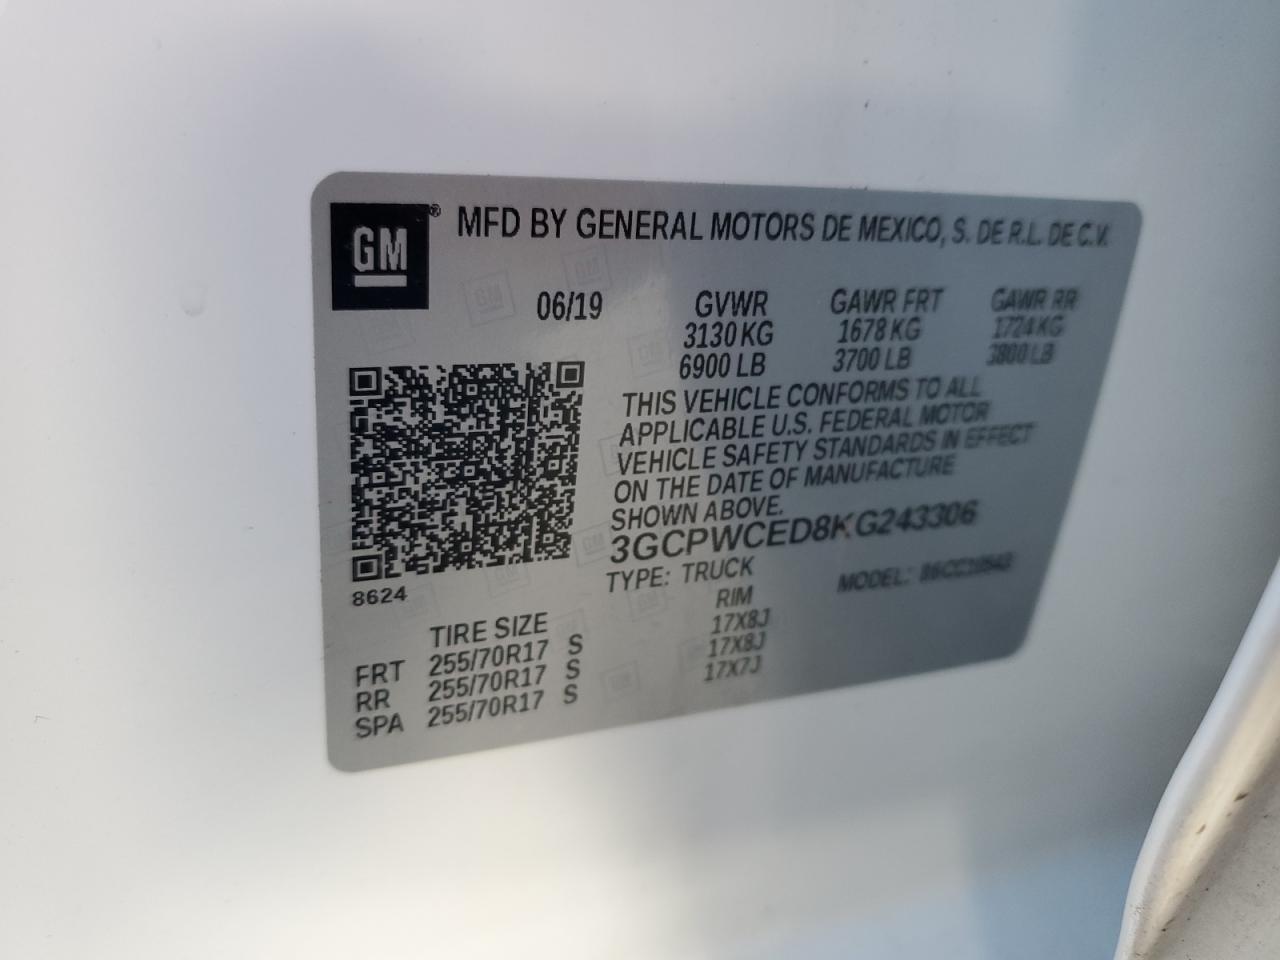 GM® MFD BY GENERAL MOTORS DE MEXICO, S. DE R.L. DE C.V.
06/19 GVWR GAWR FRT GAWR RR
3130 KG 1678 KG 1724 KG
6900 LB 3700 LB 3800 LB
THIS VEHICLE CONFORMS TO ALL
APPLICABLE U.S. FEDERAL MOTOR
VEHICLE SAFETY STANDARDS IN EFFECT
ON THE DATE OF MANUFACTURE
SHOWN ABOVE.
3GCPWCED8KG243306
8624
TYPE: TRUCK MODEL:
TIRE SIZE RIM
FRT 255/70R17 S 17X8J
RR 255/70R17 S 17X8J
SPA 255/70R17 S 17X7J